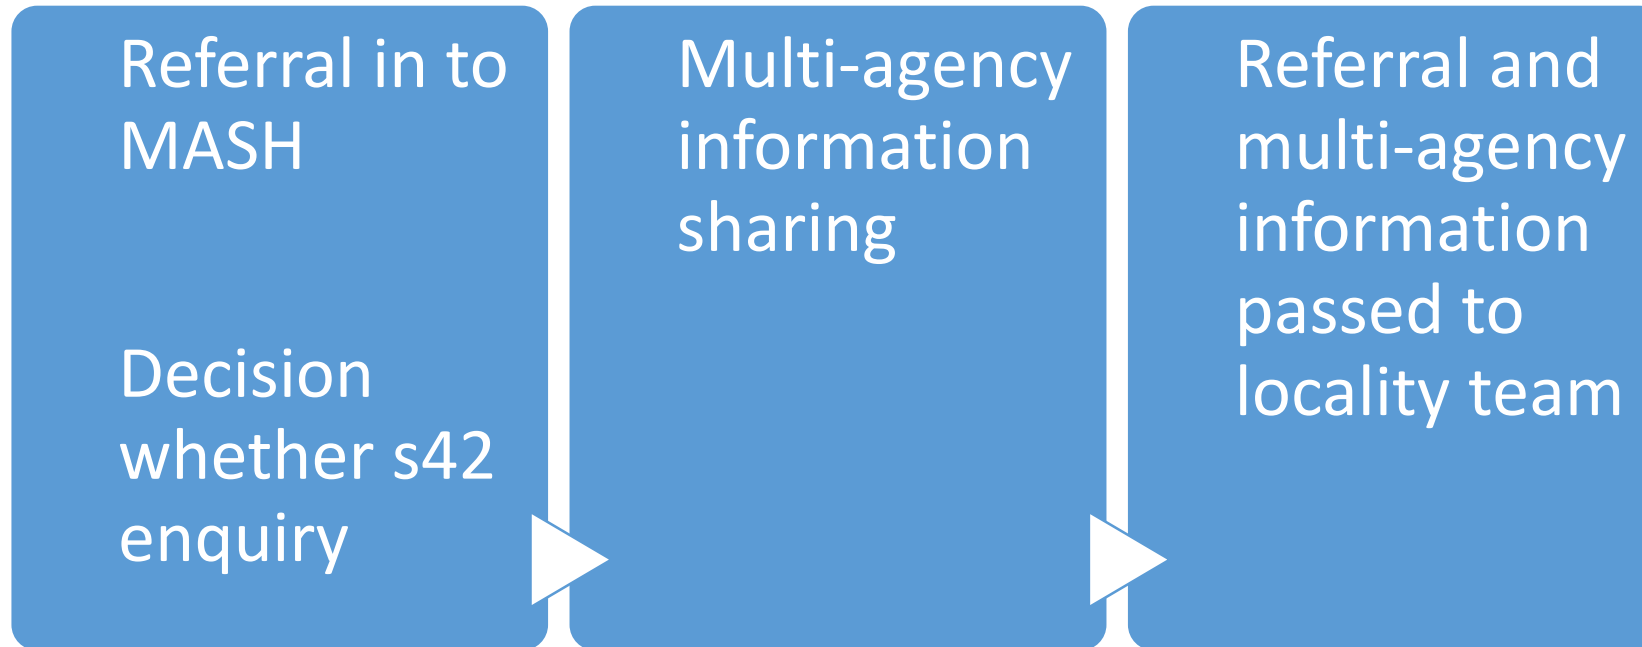 Referral in to
MASH
Decision
whether s42
enquiry
Multi-agency
information
sharing
Referral and
multi-agency
information
passed to
locality team